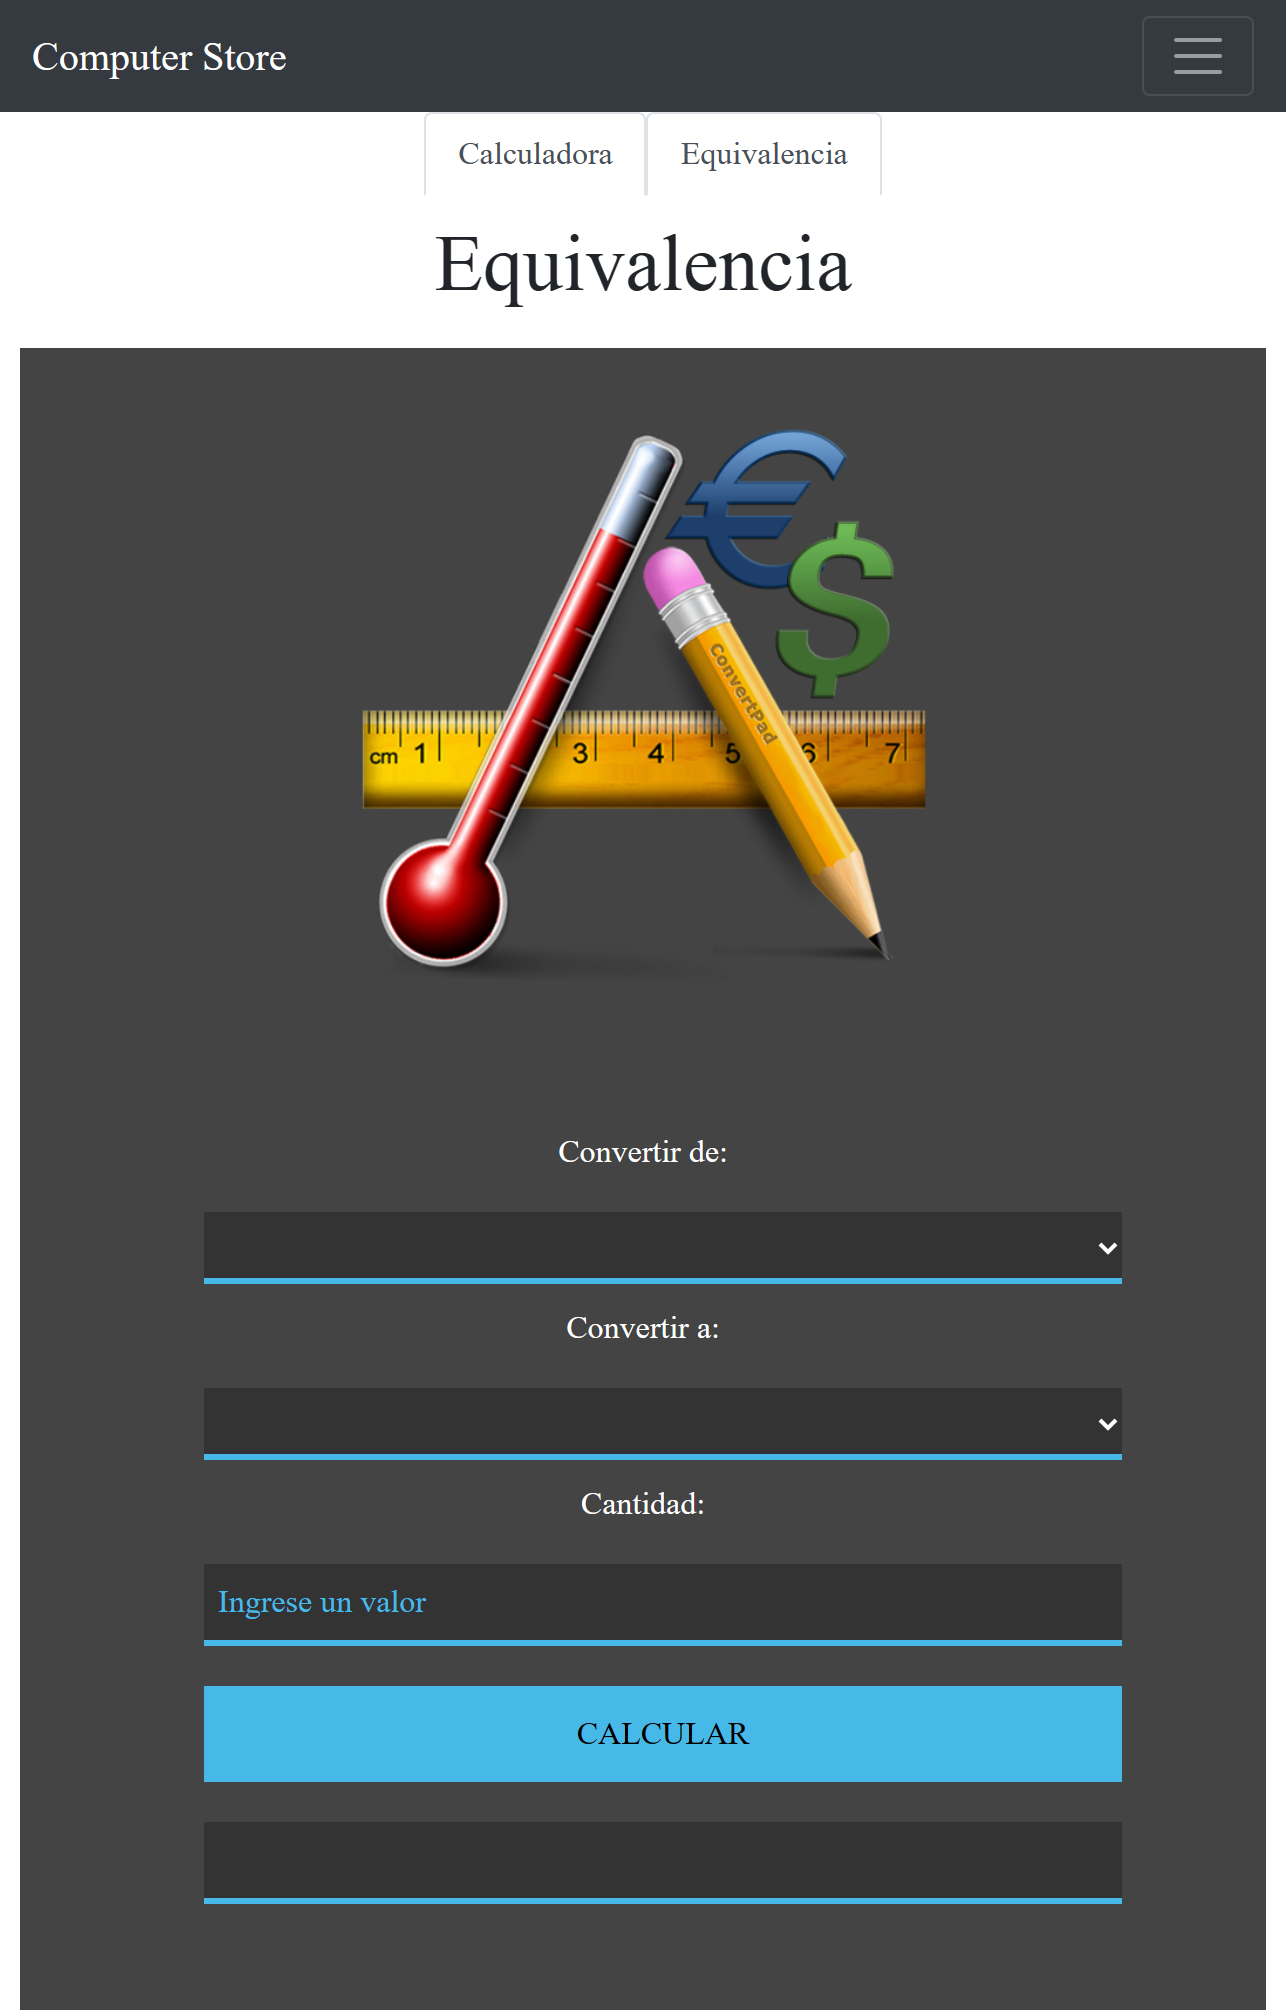 Computer Store
Calculadora Equivalencia
Equivalencia
ConvertPad
cm 1 3 4 5 6 7
Convertir de:
Convertir a:
Cantidad:
Ingrese un valor
CALCULAR